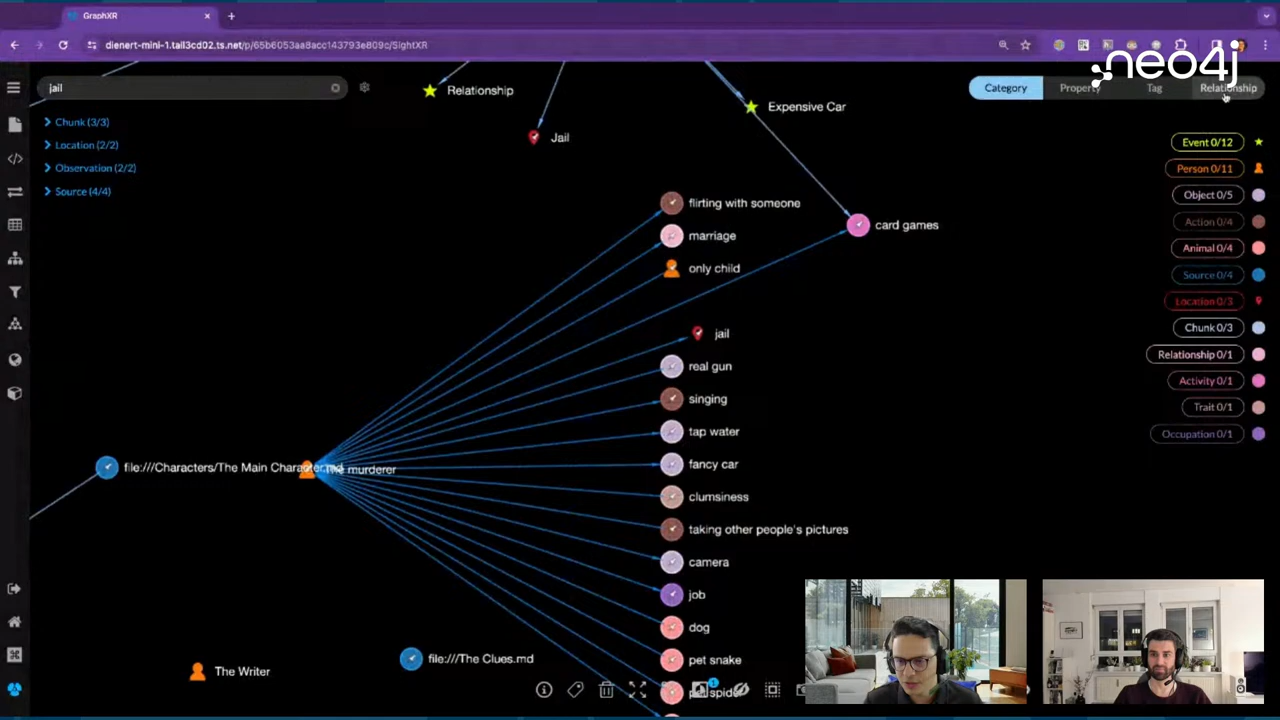 GraphXR
dienert-mini-1.tail3cd02.ts.net/p/65b6053aa8acc143793e809c/SightXR
neo4j
jail
Category
Property
Tag
Relationship
Chunk (3/3)
Location (2/2)
Observation (2/2)
Source (4/4)
Relationship
Expensive Car
Jail
flirting with someone
card games
marriage
only child
jail
real gun
singing
tap water
fancy car
clumsiness
taking other people's pictures
camera
job
dog
pet snake
file:///Characters/The Main Character.md
The murderer
file:///The Clues.md
The Writer
Event 0/12
Person 0/11
Object 0/5
Action 0/4
Animal 0/4
Source 0/4
Location 0/3
Chunk 0/3
Relationship 0/1
Activity 0/1
Trait 0/1
Occupation 0/1
1